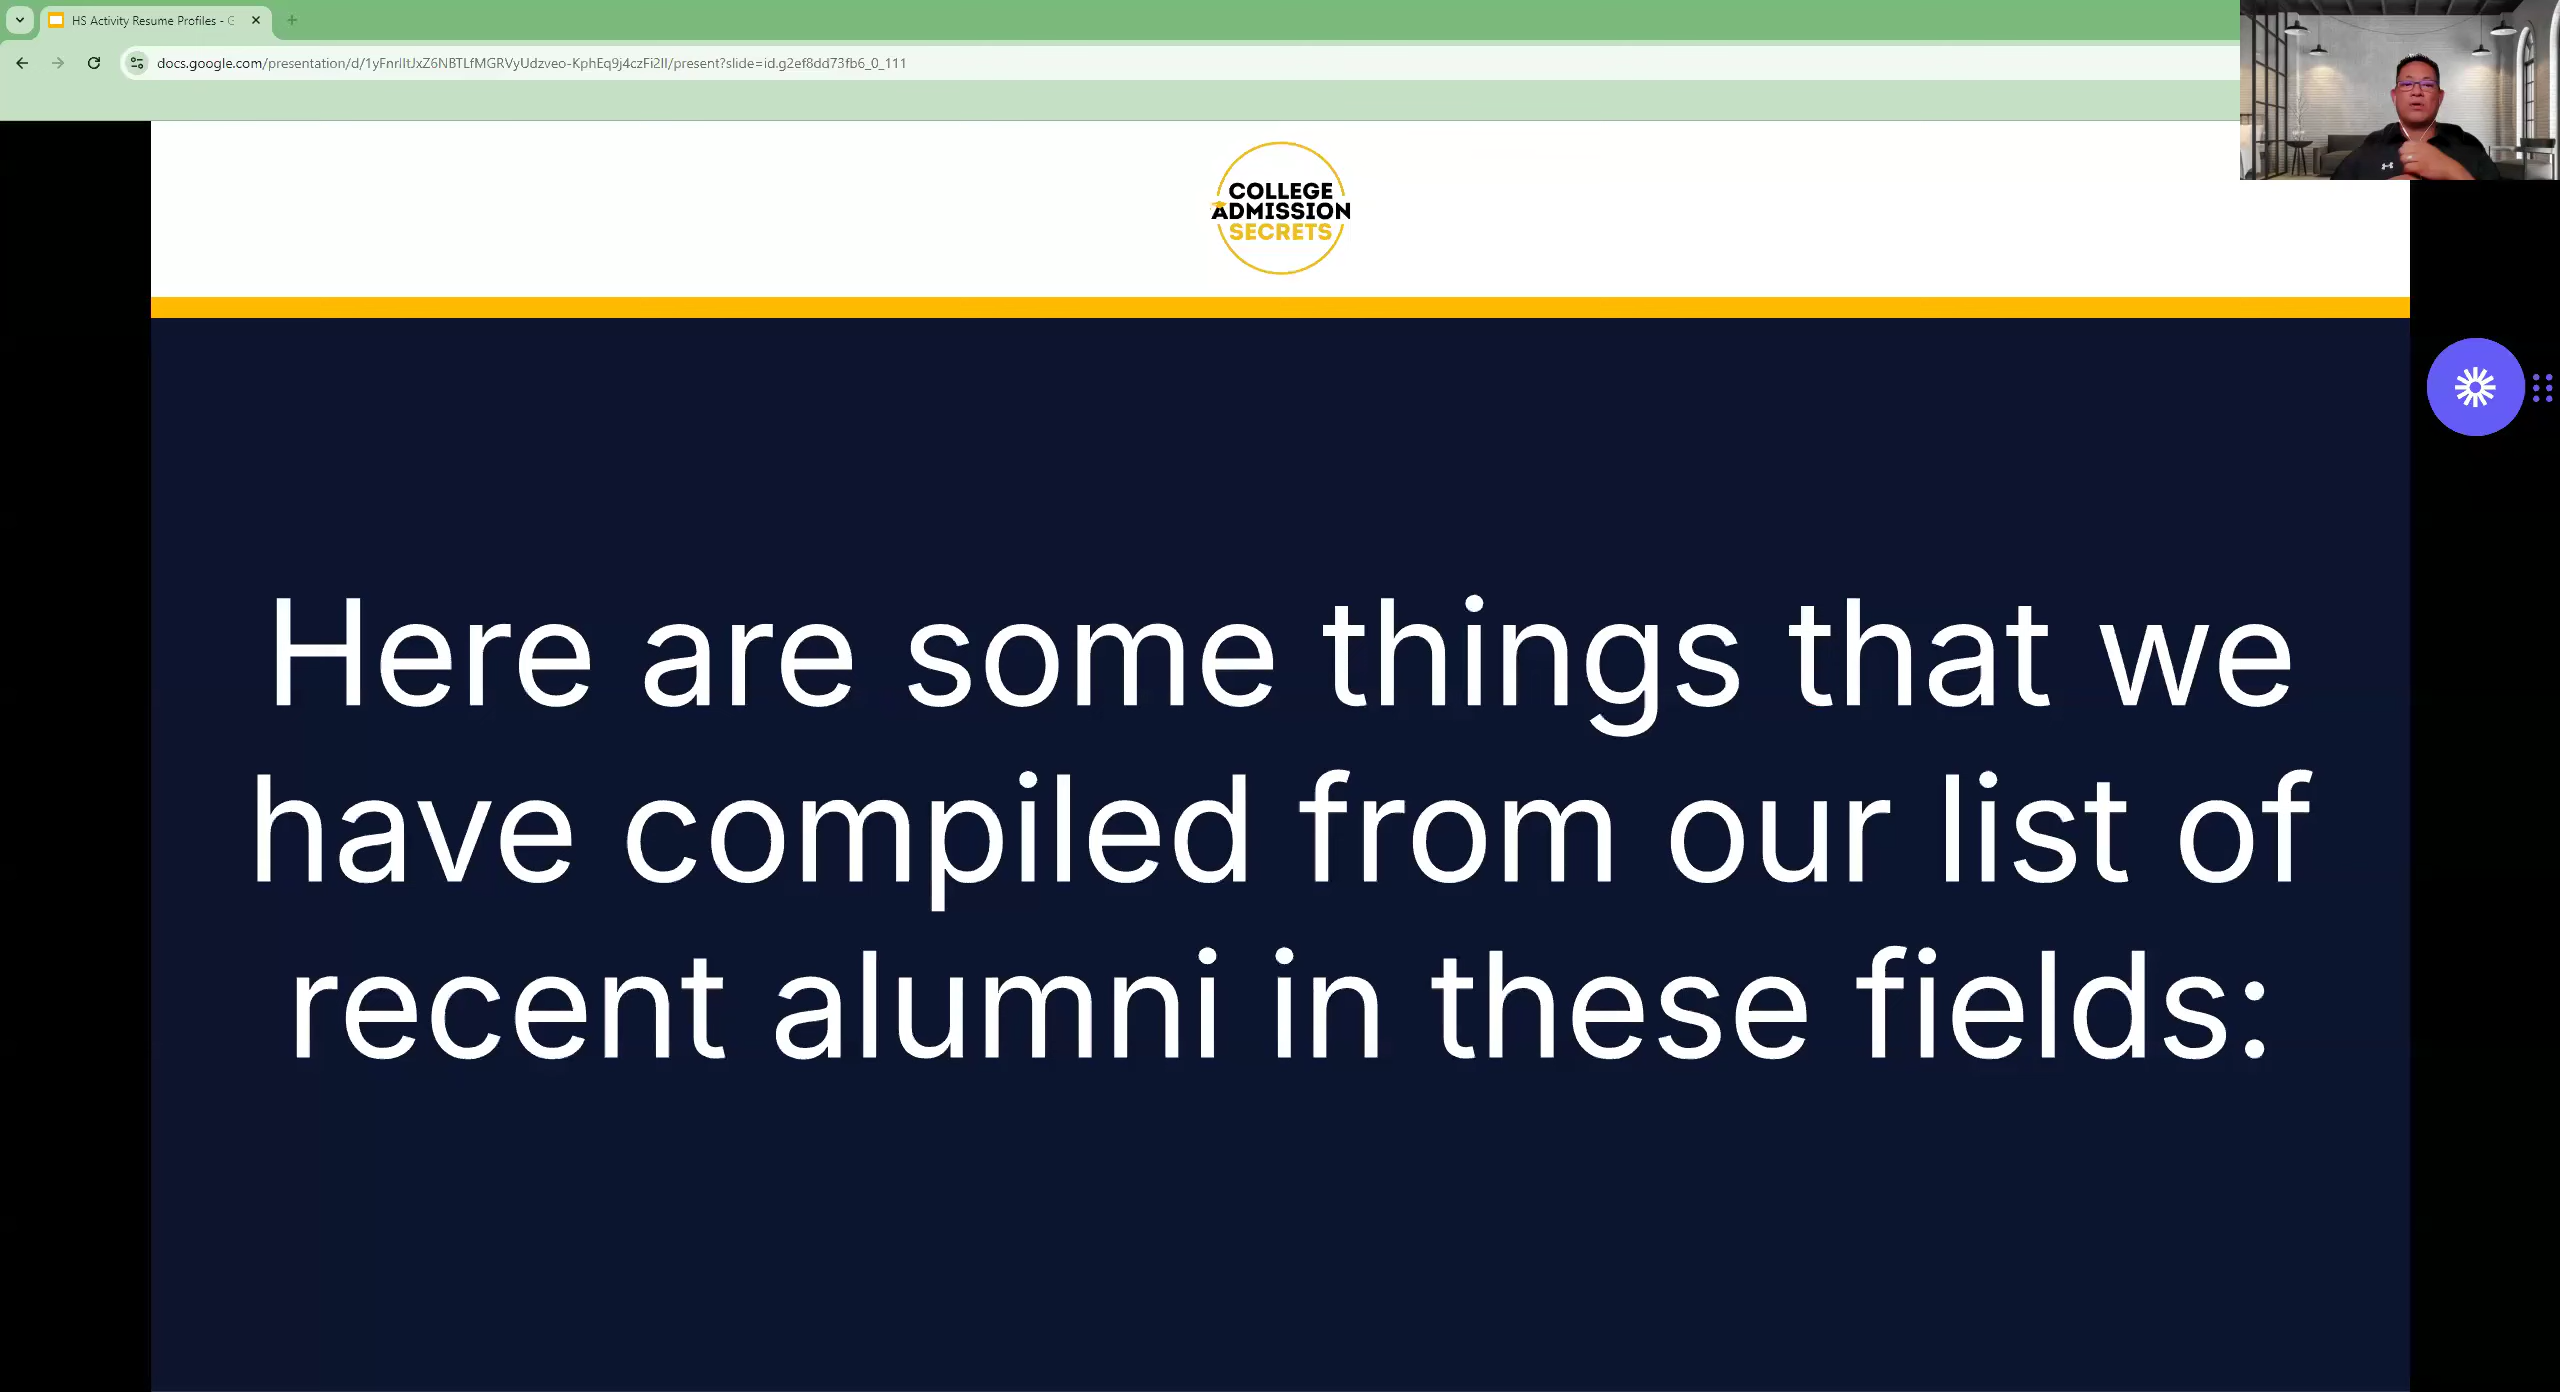 HS Activity Resume Profiles - G
docs.google.com/presentation/d/1yFnrlItJxZ6NBTLfMGRVyUdzveo-KphEq9j4czFi2lI/present?slide=id.g2ef8dd73fb6_0_111
COLLEGE
ADMISSION
SECRETS
Here are some things that we
have compiled from our list of
recent alumni in these fields: